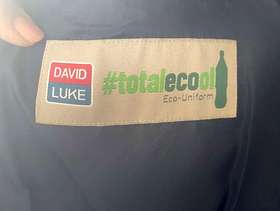 DAVID
LUKE
#totalecool
Eco-Uniform